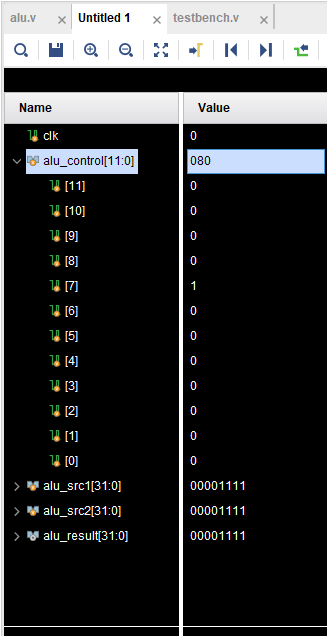 alu.v Untitled 1 testbench.v
Name Value
clk 0
alu_control[11:0] 080
[11] 0
[10] 0
[9] 0
[8] 0
[7] 1
[6] 0
[5] 0
[4] 0
[3] 0
[2] 0
[1] 0
[0] 0
alu_src1[31:0] 00001111
alu_src2[31:0] 00001111
alu_result[31:0] 00001111